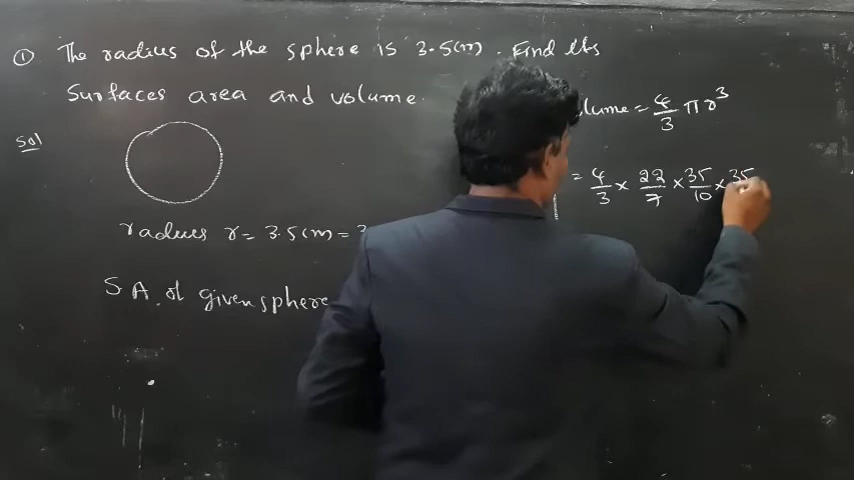 ① The radius of the sphere is 3.5cm). Find its
Surfaces area and volume.
Sol
radius r = 3.5cm =
S A. of given sphere
lume = 4/3 π r³
= 4/3 × 22/7 × 35/10 × 35